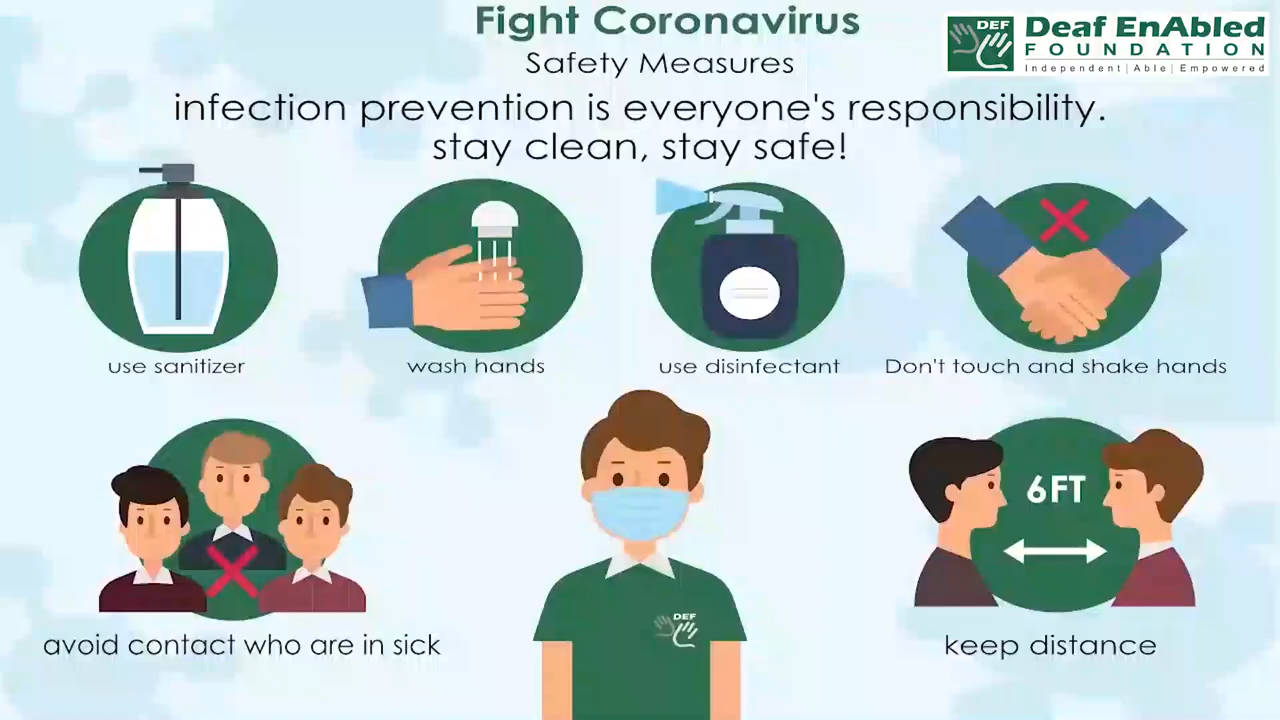 Fight Coronavirus
Safety Measures
DEF
Deaf EnAbled
FOUNDATION
Independent | Able | Empowered
infection prevention is everyone's responsibility.
stay clean, stay safe!
use sanitizer
wash hands
use disinfectant
Don't touch and shake hands
6FT
DEF
avoid contact who are in sick
keep distance